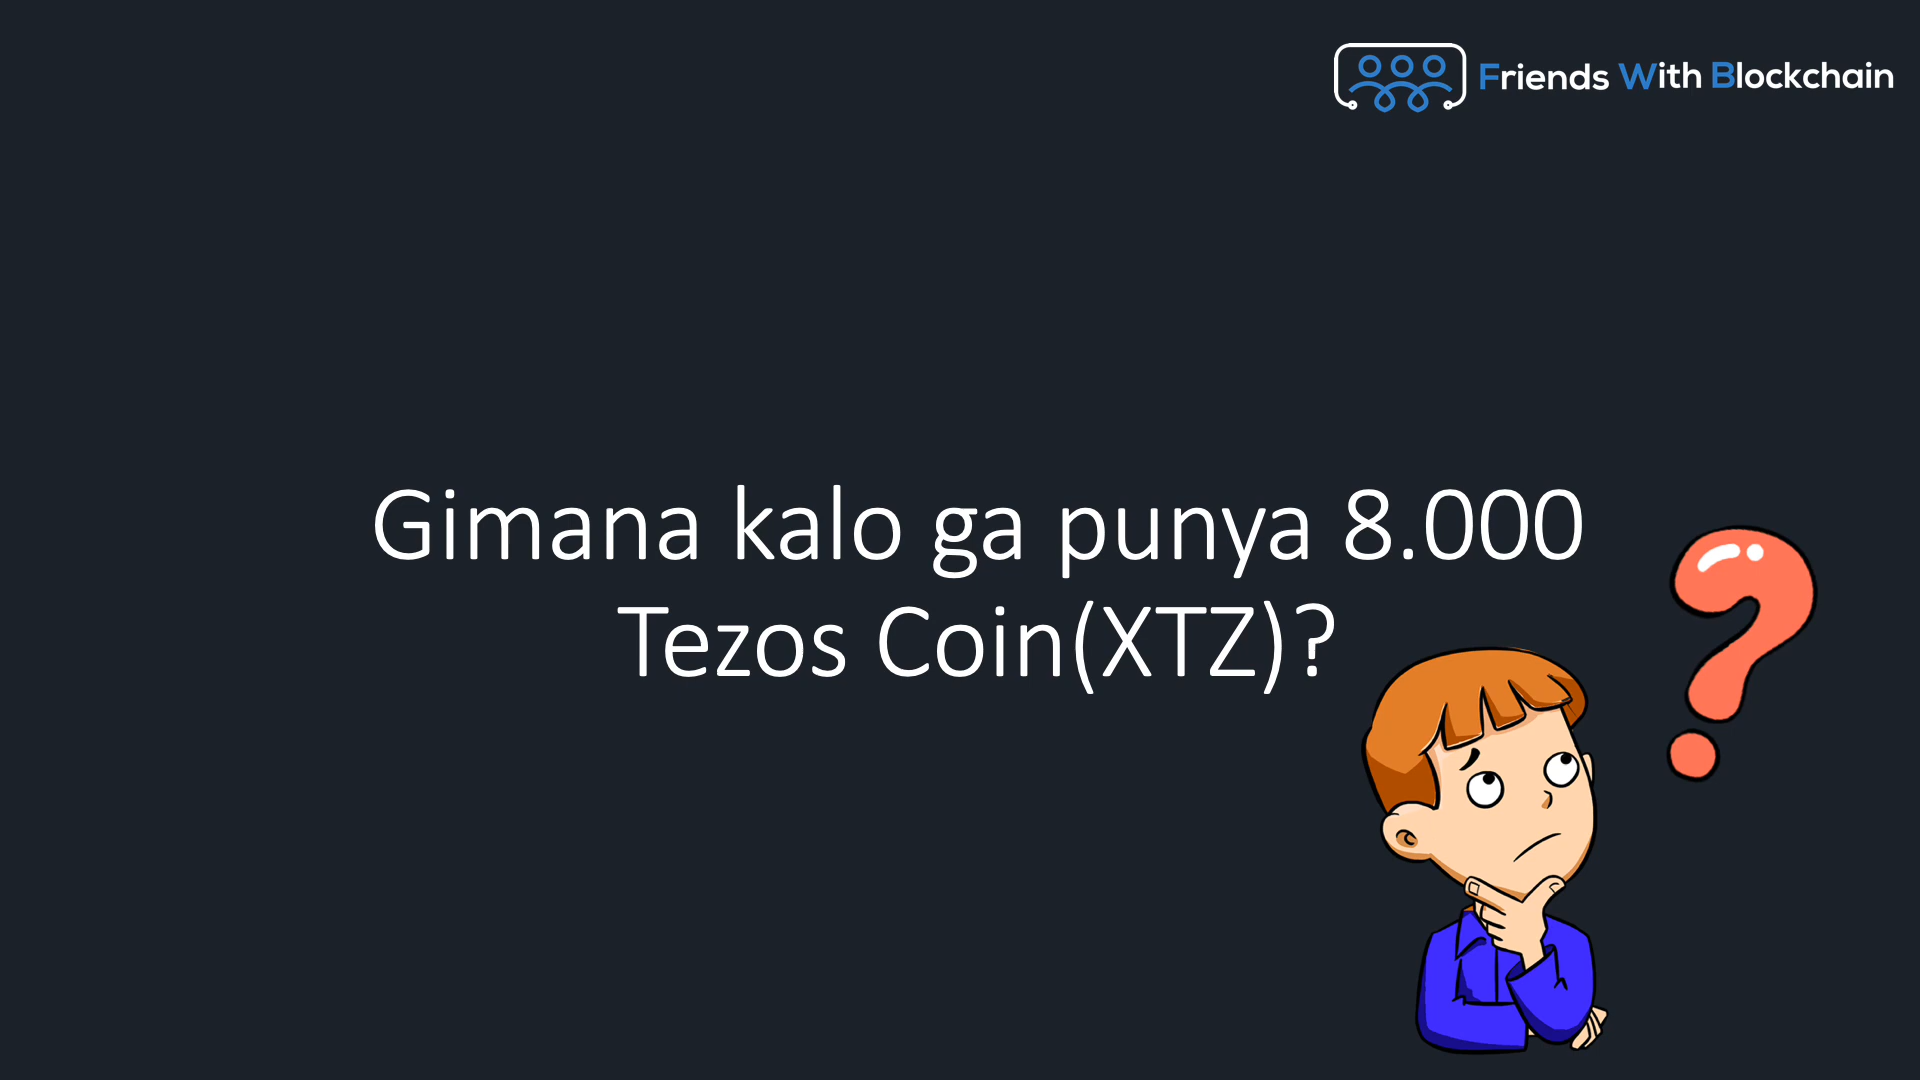 Friends With Blockchain
Gimana kalo ga punya 8.000
Tezos Coin(XTZ)?